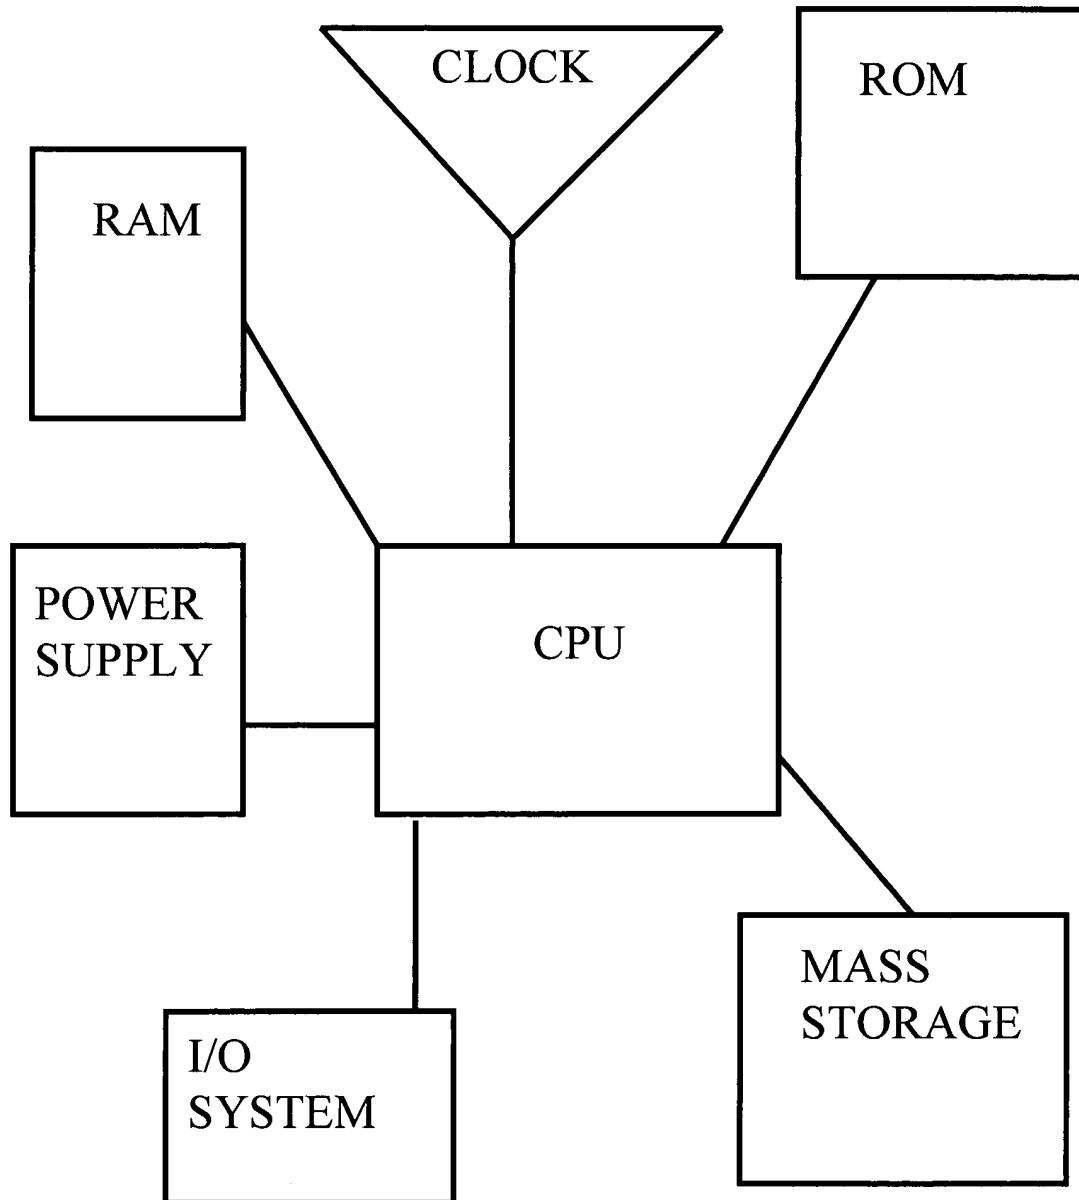 CLOCK
ROM
RAM
POWER
SUPPLY
CPU
MASS
STORAGE
I/O
SYSTEM